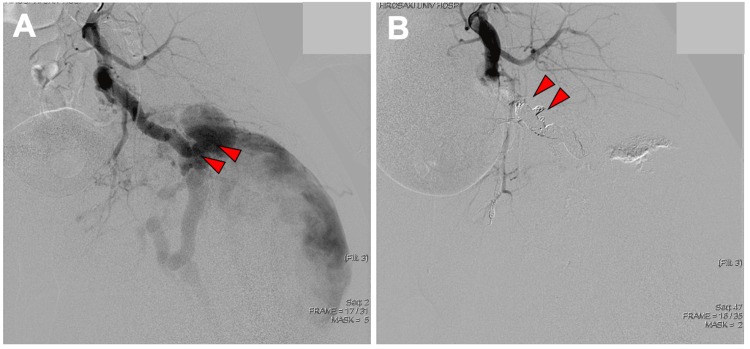 A
(Fil. 3)
Seq: 2
FRAME = 17 / 31
MASK = 5
B
HIROSAKI UNIV HOSP
(Fil. 3)
Seq: 47
FRAME = 18 / 35
MASK = 2